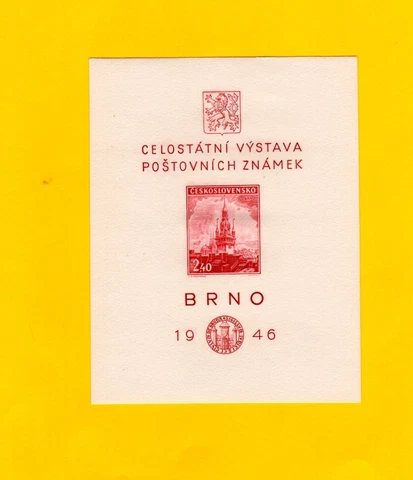 CELOSTÁTNÍ VÝSTAVA
POŠTOVNÍCH ZNÁMEK
ČESKOSLOVENSKO
2,40
BRNO
19 46